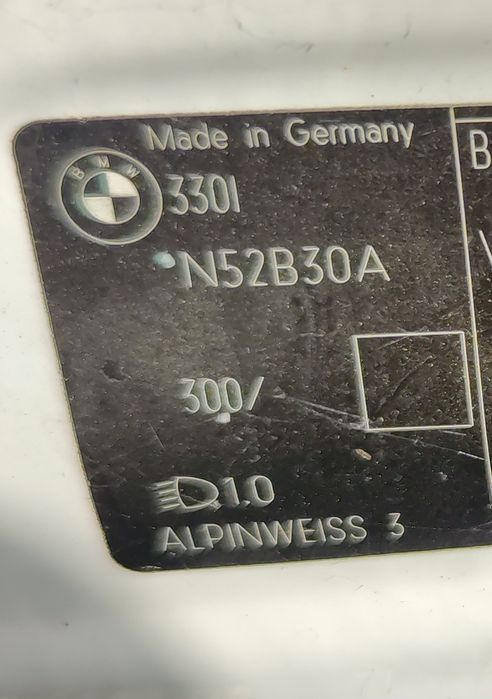 Made in Germany
BMW
330I
N52B30A
300/
1.0
ALPINWEISS 3
B